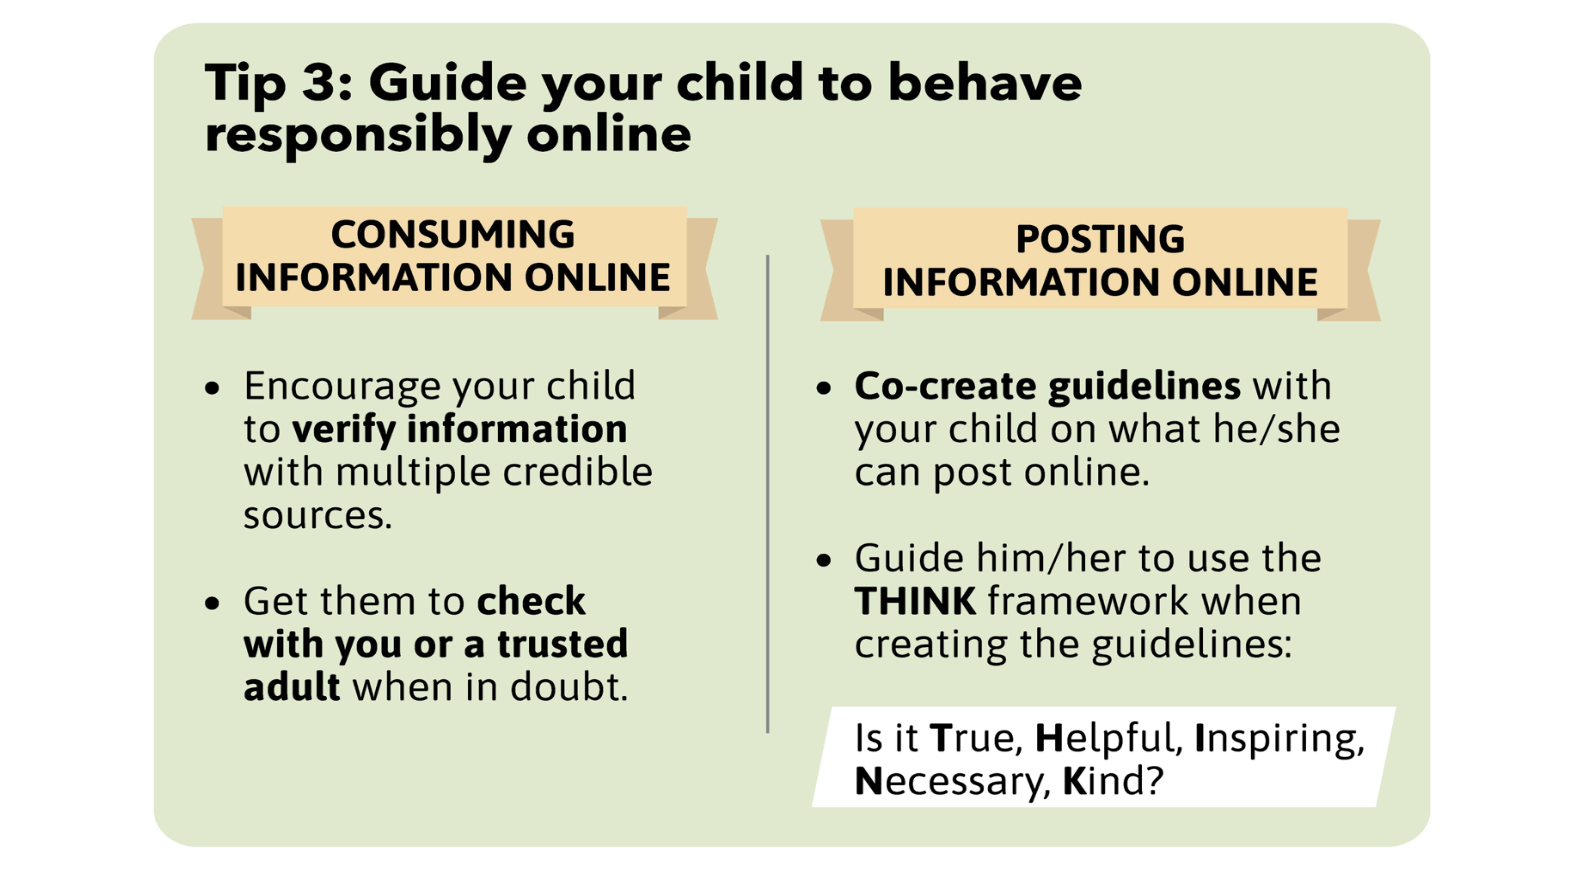 Tip 3: Guide your child to behave
responsibly online
CONSUMING
INFORMATION ONLINE
• Encourage your child
to verify information
with multiple credible
sources.
• Get them to check
with you or a trusted
adult when in doubt.
POSTING
INFORMATION ONLINE
• Co-create guidelines with
your child on what he/she
can post online.
• Guide him/her to use the
THINK framework when
creating the guidelines:
Is it True, Helpful, Inspiring,
Necessary, Kind?